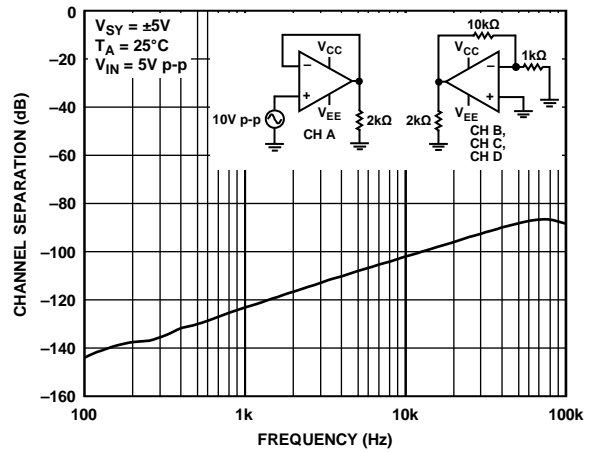 V_SY = ±5V
T_A = 25°C
V_IN = 5V p-p
V_CC
–
+
V_EE
10V p-p
CH A
2kΩ
10kΩ
V_CC
–
1kΩ
+
V_EE
2kΩ
CH B,
CH C,
CH D
CHANNEL SEPARATION (dB)
0
–20
–40
–60
–80
–100
–120
–140
–160
100
1k
10k
100k
FREQUENCY (Hz)